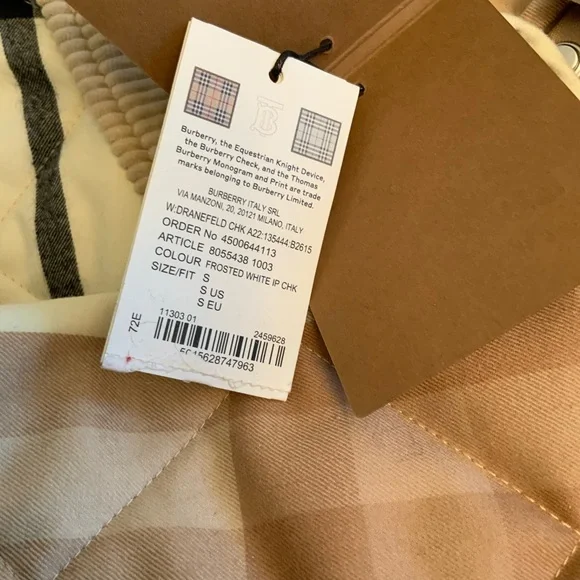 Burberry, the Equestrian Knight Device,
the Burberry Check, and the Thomas
Burberry Monogram and Print are trade
marks belonging to Burberry Limited.
BURBERRY ITALY SRL
VIA MANZONI, 20, 20121 MILANO, ITALY
W:DRANEFELD CHK A22:135444:B2615
ORDER No 4500644113
ARTICLE 8055438 1003
COLOUR FROSTED WHITE IP CHK
SIZE/FIT S
S US
S EU
72E
11303 01
2459628